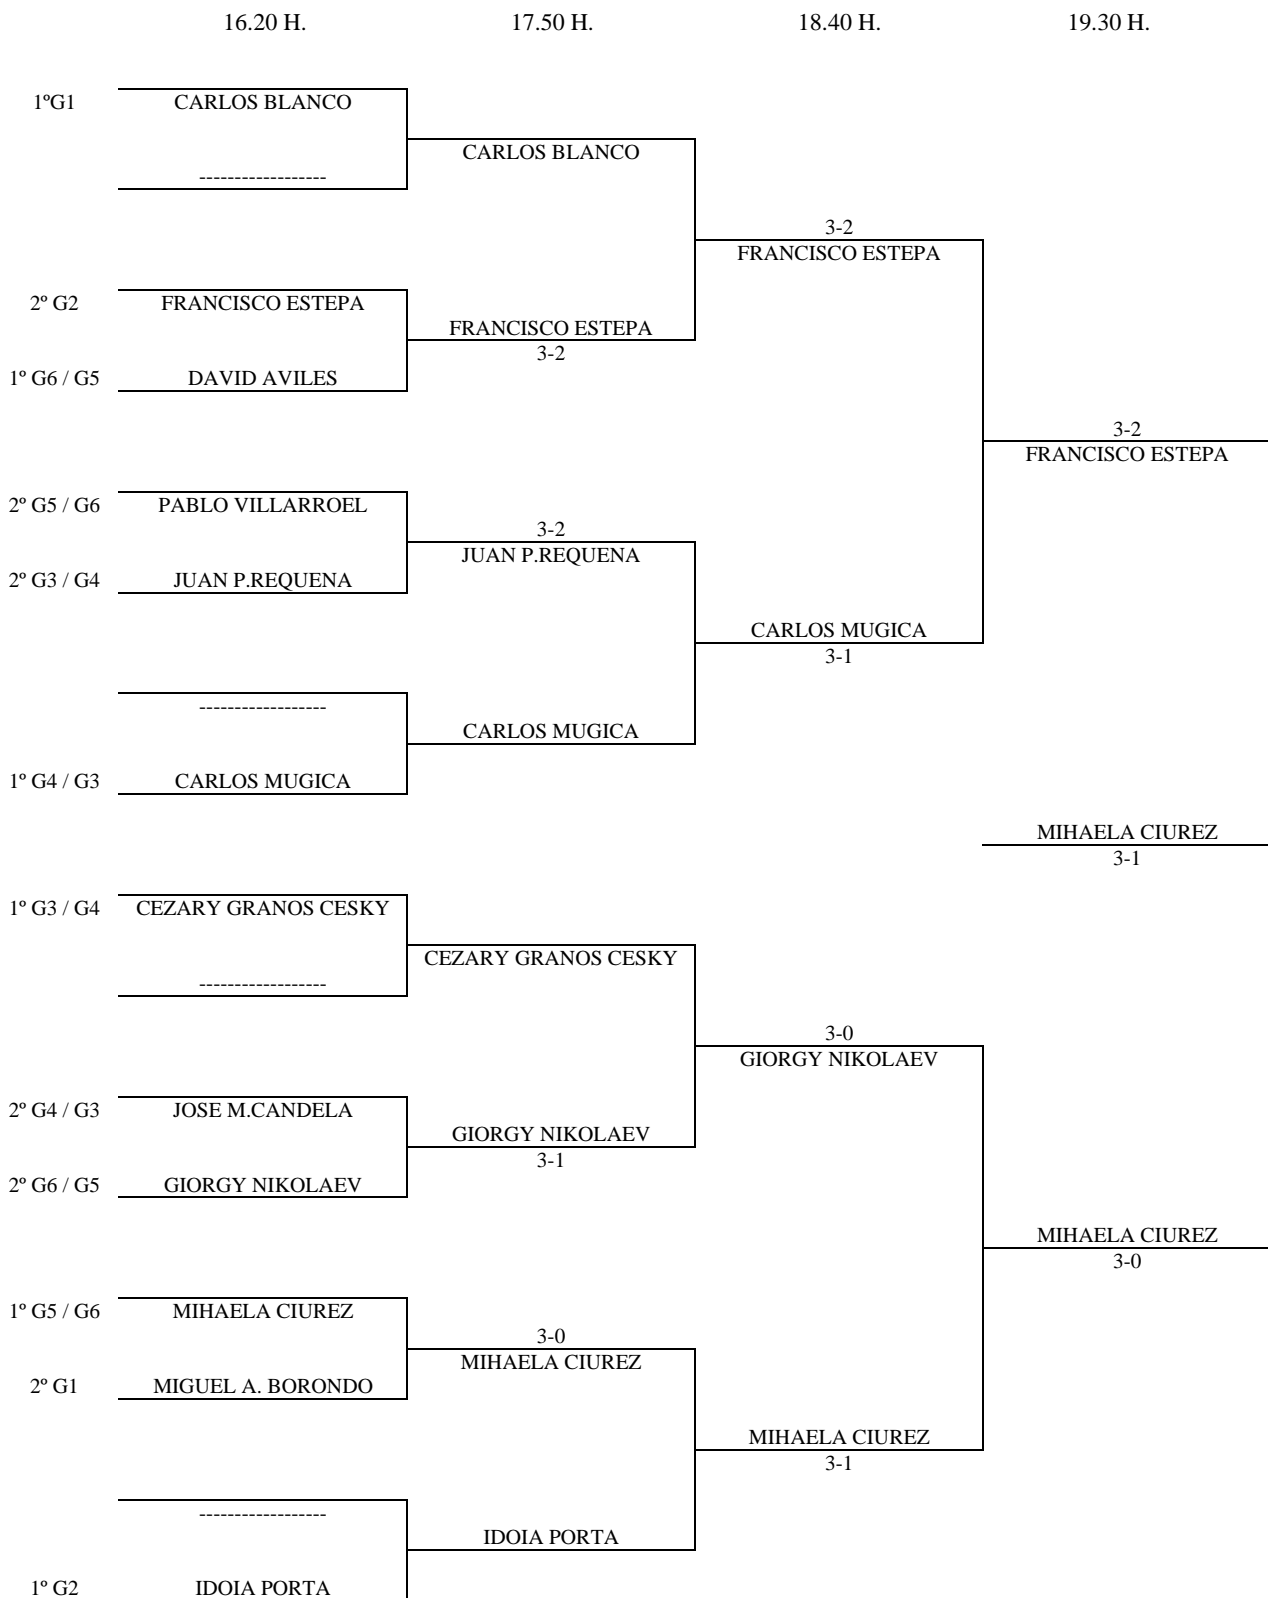 16.20 H. 17.50 H. 18.40 H. 19.30 H.
1ºG1 CARLOS BLANCO
CARLOS BLANCO
------------------
3-2
FRANCISCO ESTEPA
2º G2 FRANCISCO ESTEPA
FRANCISCO ESTEPA
3-2
1º G6 / G5 DAVID AVILES
3-2
FRANCISCO ESTEPA
2º G5 / G6 PABLO VILLARROEL
3-2
JUAN P.REQUENA
2º G3 / G4 JUAN P.REQUENA
CARLOS MUGICA
3-1
------------------
CARLOS MUGICA
1º G4 / G3 CARLOS MUGICA
MIHAELA CIUREZ
3-1
1º G3 / G4 CEZARY GRANOS CESKY
CEZARY GRANOS CESKY
------------------
3-0
GIORGY NIKOLAEV
2º G4 / G3 JOSE M.CANDELA
GIORGY NIKOLAEV
3-1
2º G6 / G5 GIORGY NIKOLAEV
MIHAELA CIUREZ
3-0
1º G5 / G6 MIHAELA CIUREZ
3-0
MIHAELA CIUREZ
2º G1 MIGUEL A. BORONDO
MIHAELA CIUREZ
3-1
------------------
IDOIA PORTA
1º G2 IDOIA PORTA